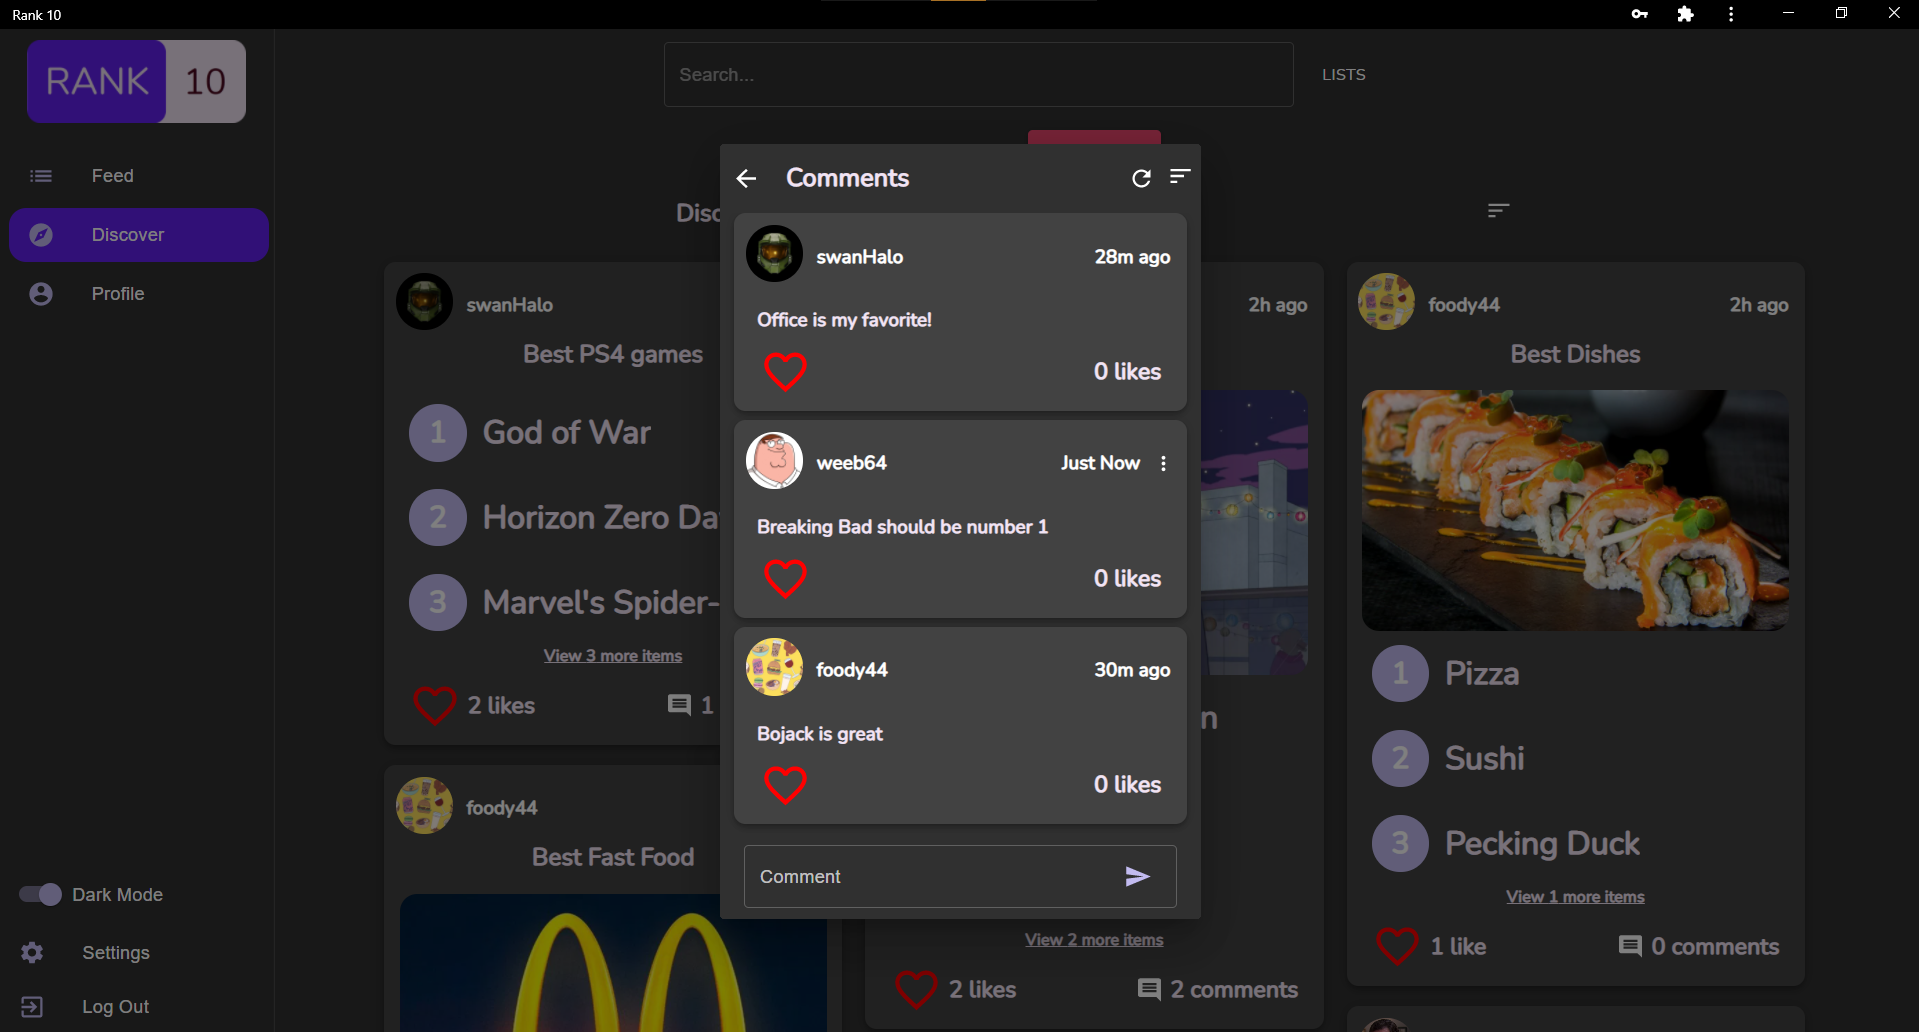 Rank 10
RANK 10
Search...
LISTS
Feed
Discover
Profile
Dark Mode
Settings
Log Out
Comments
swanHalo 28m ago
Office is my favorite!
0 likes
weeb64 Just Now
Breaking Bad should be number 1
0 likes
foody44 30m ago
Bojack is great
0 likes
Comment
swanHalo
Best PS4 games
1 God of War
2 Horizon Zero
3 Marvel's Spider-
View 3 more items
2 likes 1
foody44
Best Fast Food
2h ago
View 2 more items
2 likes 2 comments
foody44 2h ago
Best Dishes
1 Pizza
2 Sushi
3 Pecking Duck
View 1 more items
1 like 0 comments